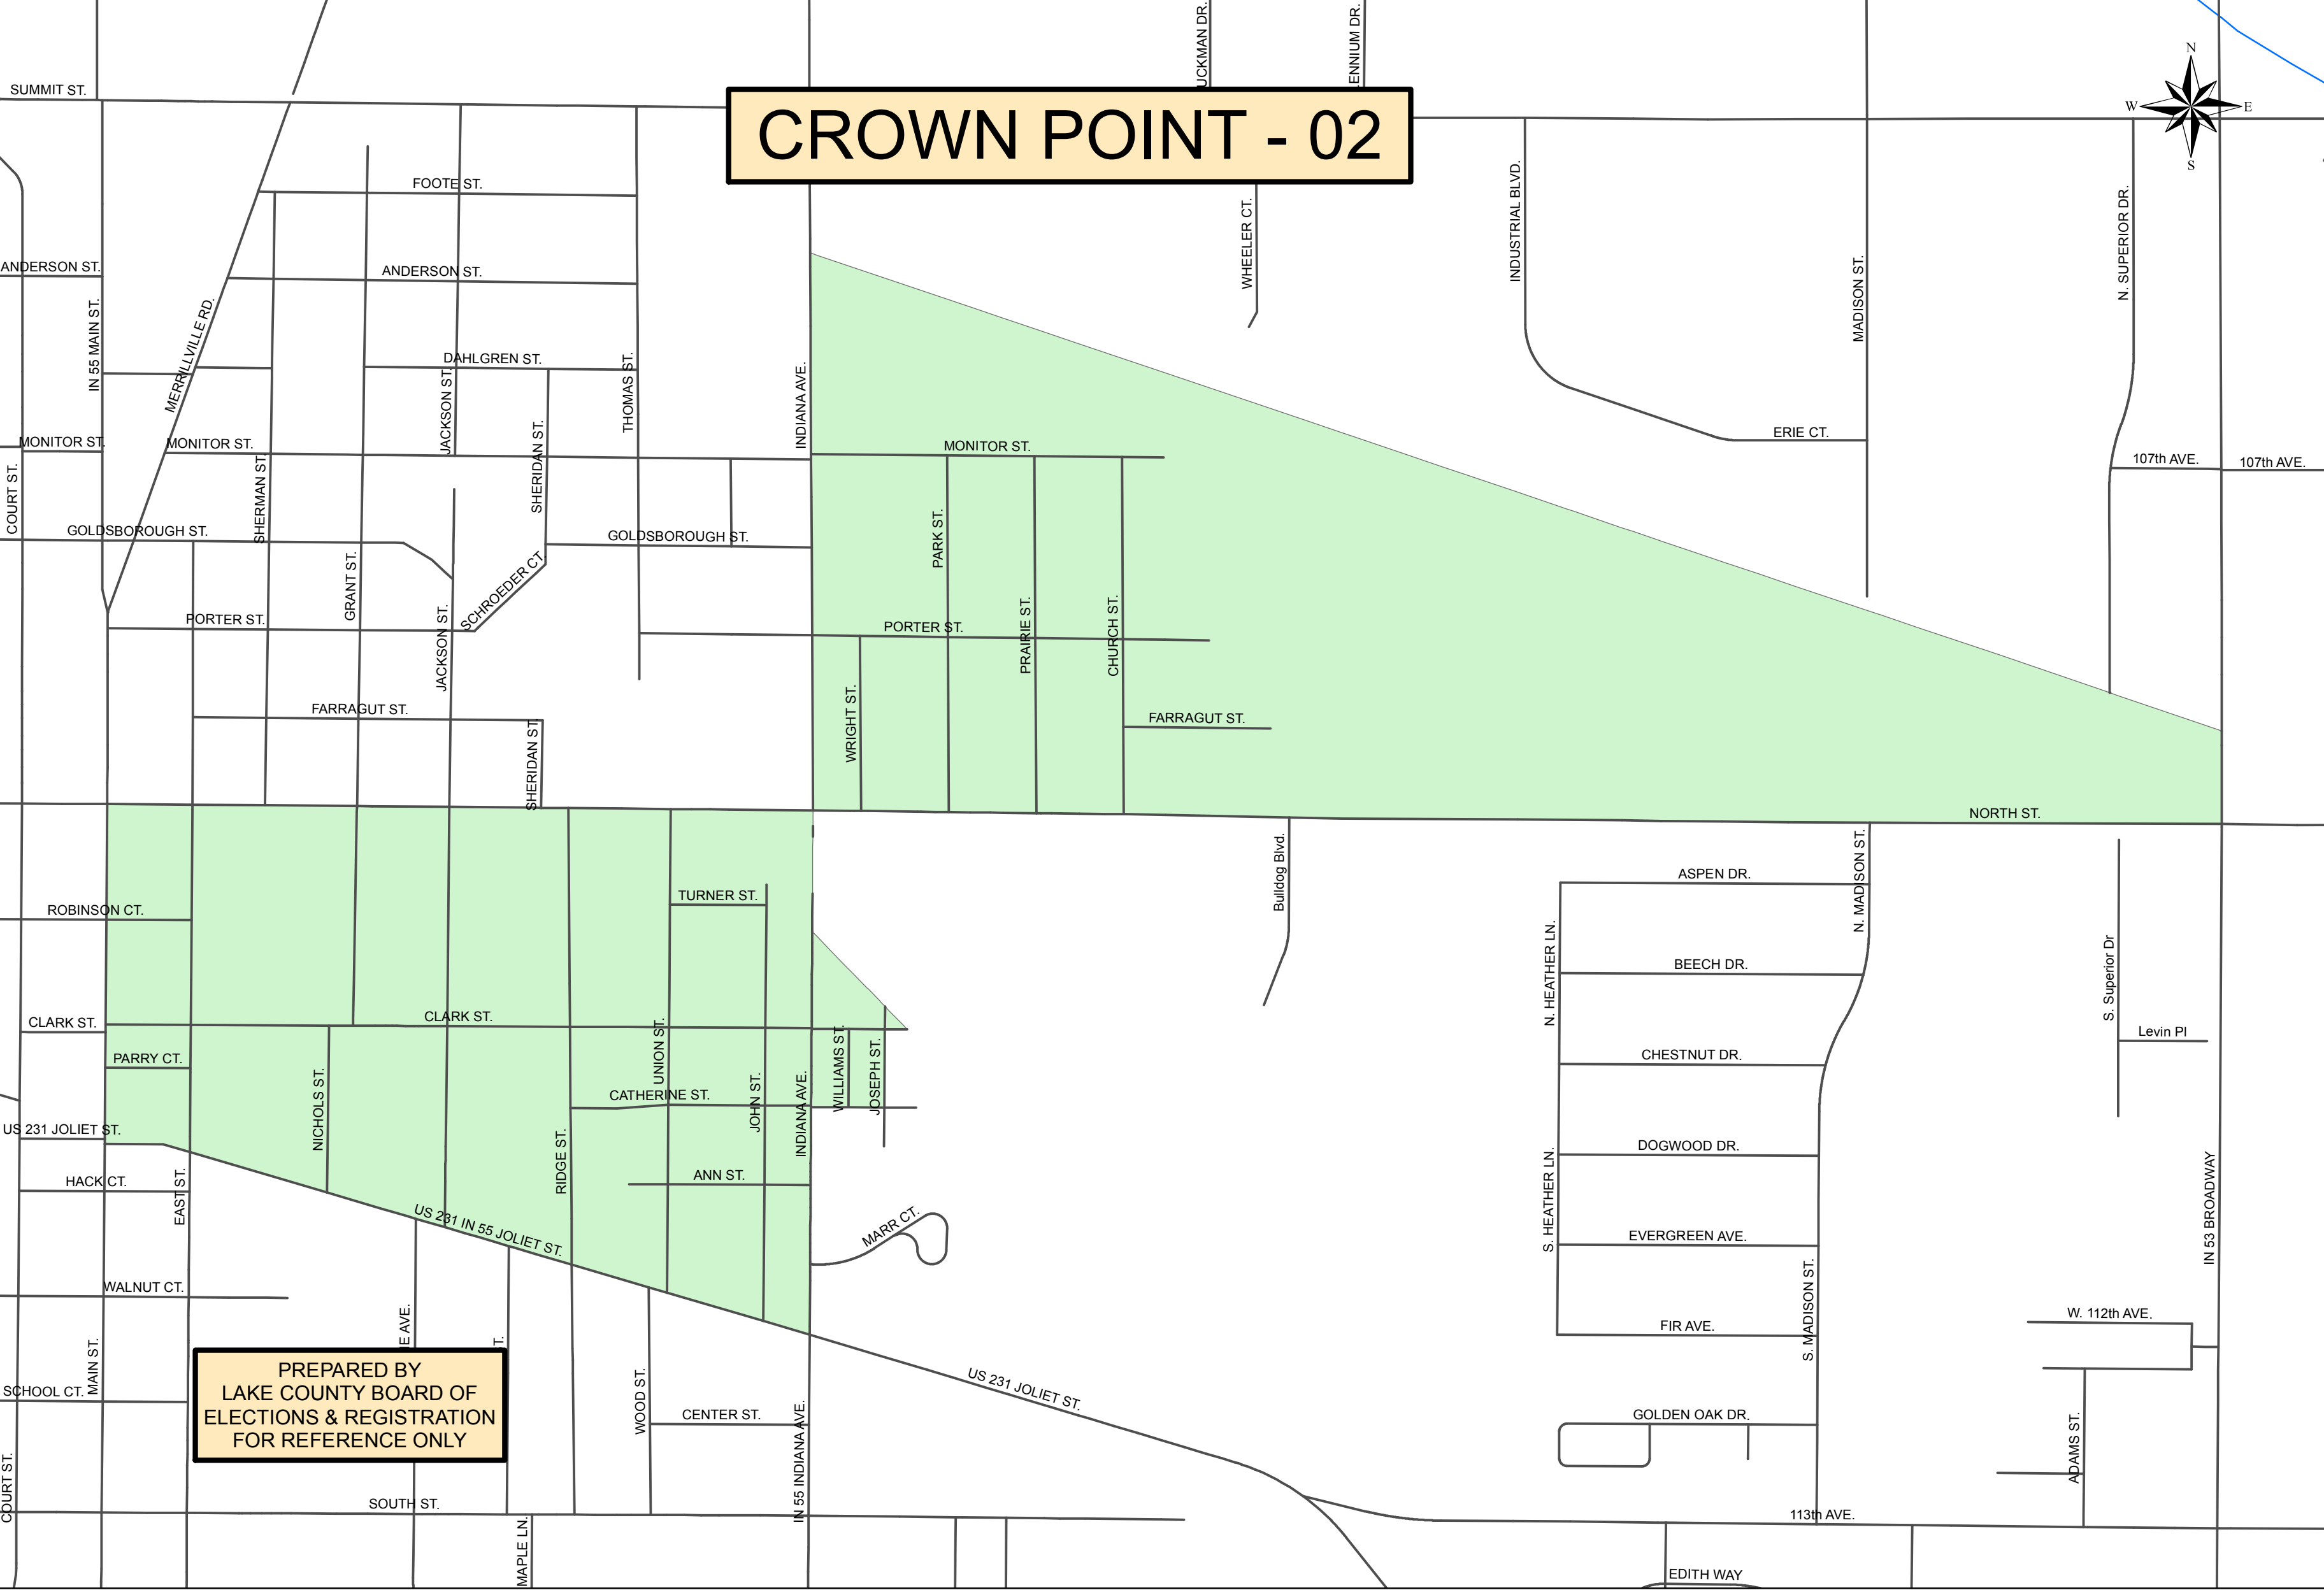 UCKMAN DR.
ENNIUM DR.
N
W
E
S
SUMMIT ST.
CROWN POINT - 02
FOOTE ST.
WHEELER CT.
INDUSTRIAL BLVD.
MADISON ST.
N. SUPERIOR DR.
ANDERSON ST.
ANDERSON ST.
IN 55 MAIN ST.
MERRILLVILLE RD.
DAHLGREN ST.
JACKSON ST.
THOMAS ST.
INDIANA AVE.
SHERIDAN ST.
MONITOR ST.
MONITOR ST.
MONITOR ST.
ERIE CT.
107th AVE.
107th AVE.
COURT ST.
SHERMAN ST.
GOLDSBOROUGH ST.
GOLDSBOROUGH ST.
PARK ST.
GRANT ST.
SCHROEDER CT.
PORTER ST.
PORTER ST.
JACKSON ST.
PRAIRIE ST.
CHURCH ST.
FARRAGUT ST.
FARRAGUT ST.
SHERIDAN ST.
WRIGHT ST.
NORTH ST.
Bulldog Blvd.
ASPEN DR.
N. MADISON ST.
TURNER ST.
ROBINSON CT.
N. HEATHER LN.
BEECH DR.
S. Superior Dr
CLARK ST.
CLARK ST.
Levin Pl
PARRY CT.
UNION ST.
WILLIAMS ST.
JOSEPH ST.
CHESTNUT DR.
NICHOLS ST.
CATHERINE ST.
JOHN ST.
INDIANA AVE.
US 231 JOLIET ST.
DOGWOOD DR.
HACK CT.
EAST ST.
RIDGE ST.
ANN ST.
S. HEATHER LN.
IN 53 BROADWAY
US 231 IN 55 JOLIET ST.
MARR CT.
EVERGREEN AVE.
WALNUT CT.
S. MADISON ST.
W. 112th AVE.
FIR AVE.
IE AVE.
T.
MAIN ST.
PREPARED BY
LAKE COUNTY BOARD OF
ELECTIONS & REGISTRATION
FOR REFERENCE ONLY
SCHOOL CT.
WOOD ST.
US 231 JOLIET ST.
CENTER ST.
IN 55 INDIANA AVE.
GOLDEN OAK DR.
ADAMS ST.
COURT ST.
SOUTH ST.
113th AVE.
MAPLE LN.
EDITH WAY